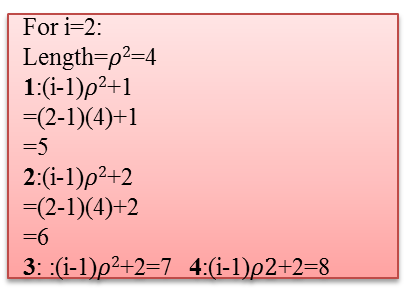 For i=2:
Length=ρ²=4
1:(i-1)ρ²+1
=(2-1)(4)+1
=5
2:(i-1)ρ²+2
=(2-1)(4)+2
=6
3: :(i-1)ρ²+2=7 4:(i-1)ρ2+2=8